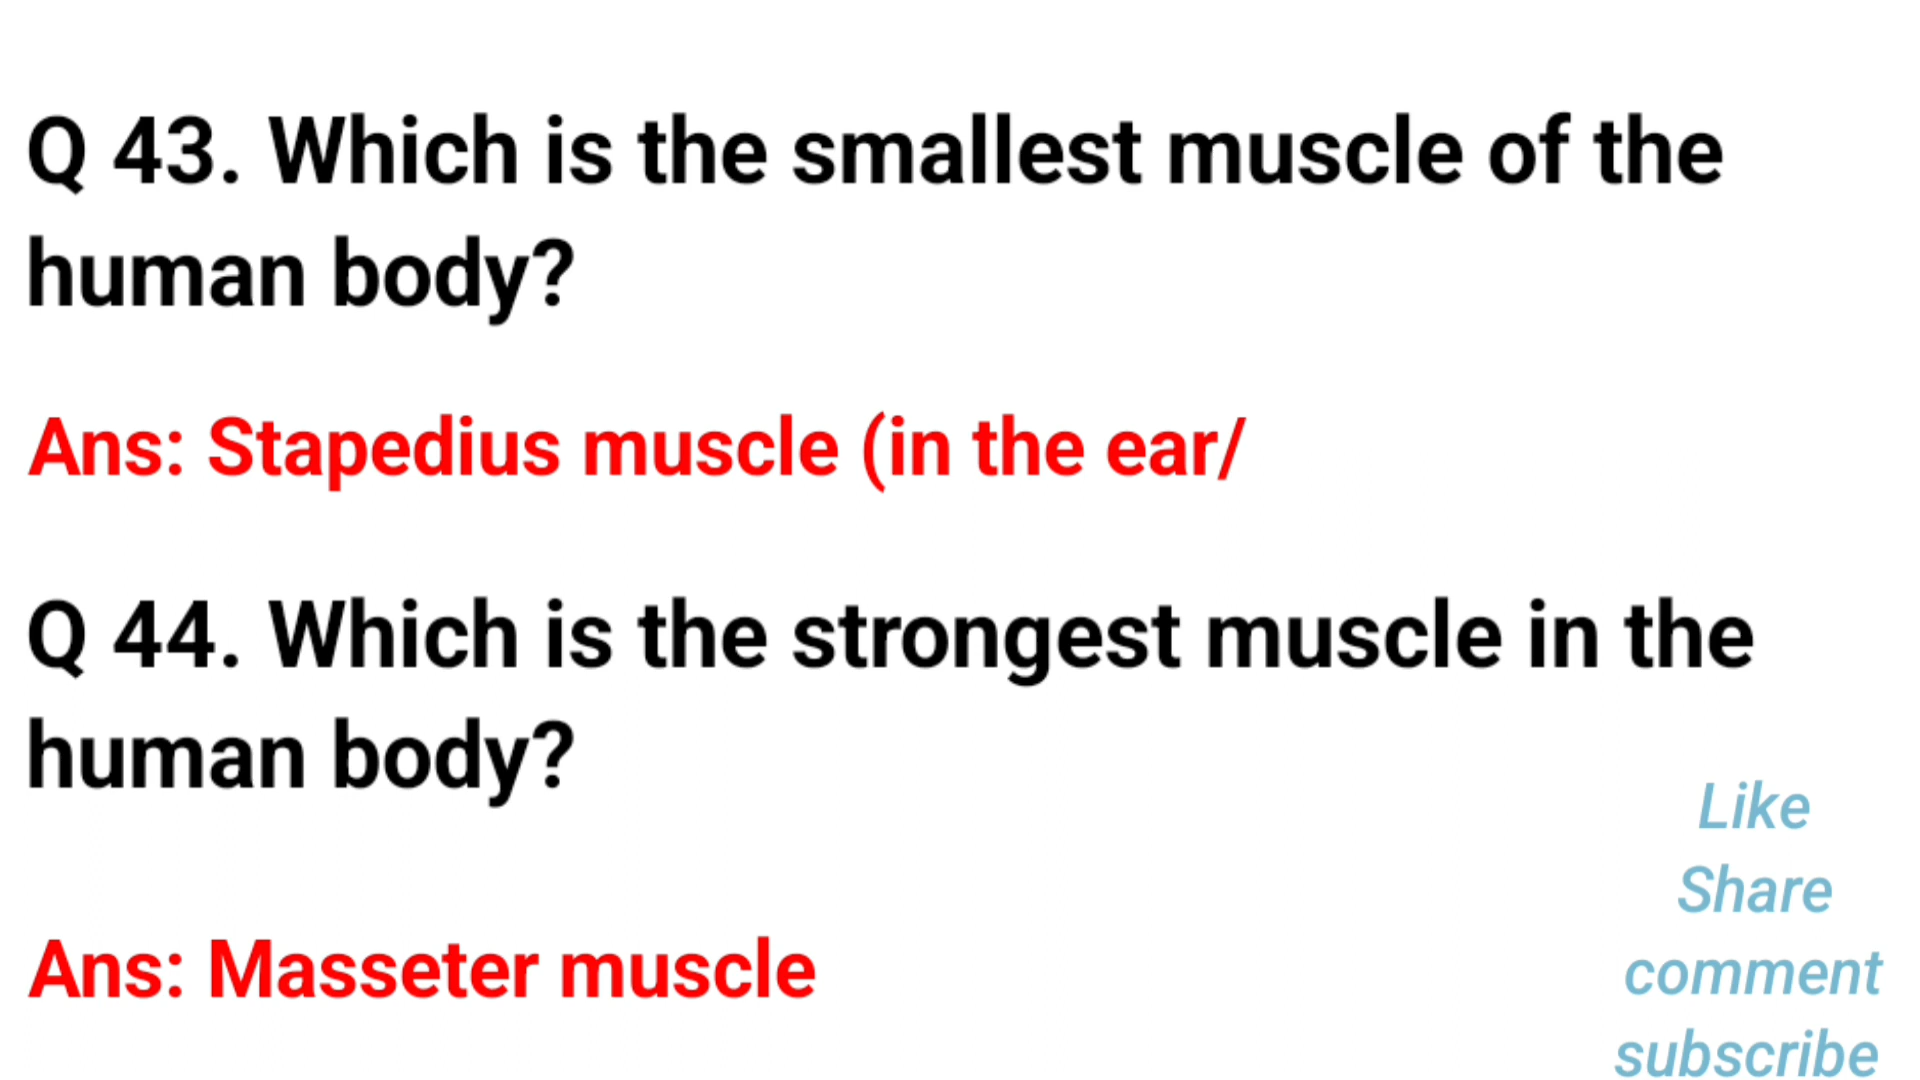 Q 43. Which is the smallest muscle of the
human body?
Ans: Stapedius muscle (in the ear/
Q 44. Which is the strongest muscle in the
human body?
Ans: Masseter muscle
Like
Share
comment
subscribe